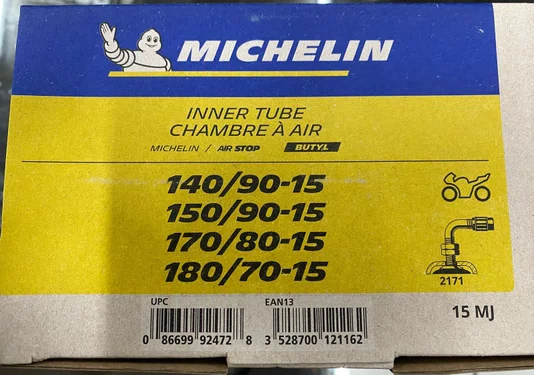 MICHELIN
INNER TUBE
CHAMBRE À AIR
MICHELIN / AIR STOP BUTYL
140/90-15
150/90-15
170/80-15
180/70-15
2171
UPC EAN13
15 MJ
0 86699 92472 8 3 528700 121162